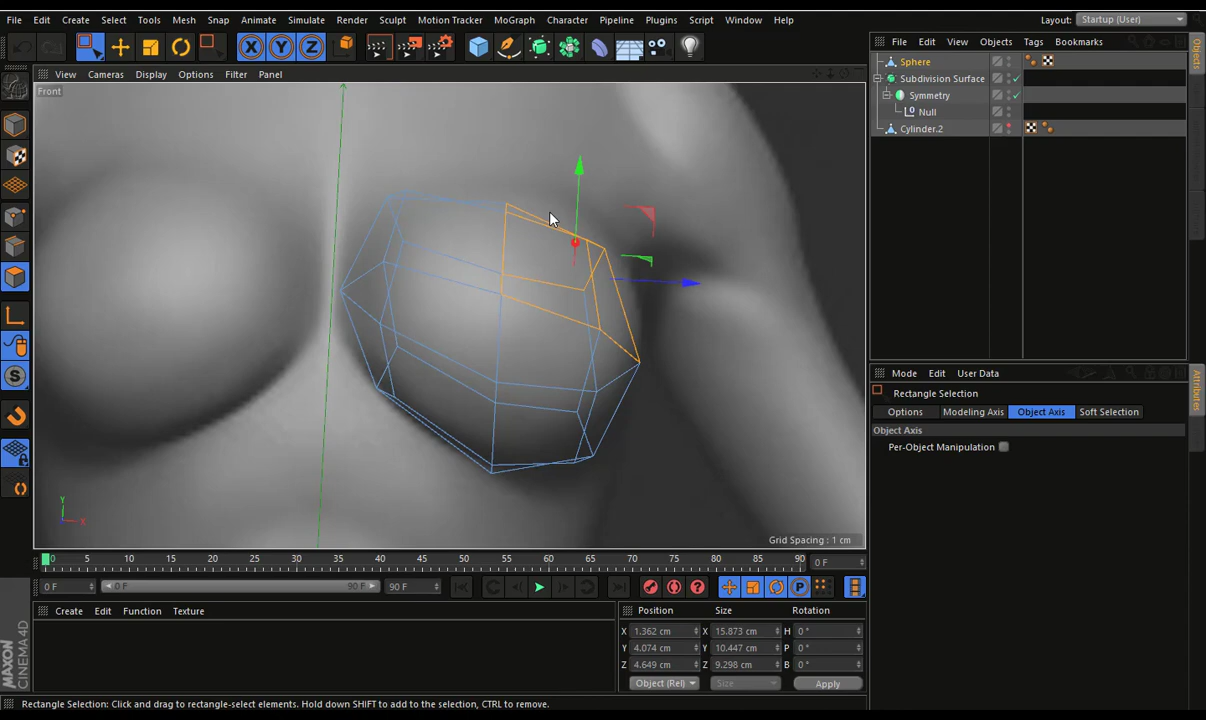 File Edit Create Select Tools Mesh Snap Animate Simulate Render Sculpt Motion Tracker MoGraph Character Pipeline Plugins Script Window Help Layout: Startup (User)
X Y Z
File Edit View Objects Tags Bookmarks
View Cameras Display Options Filter Panel
Front
Sphere
Subdivision Surface
Symmetry
Null
Cylinder.2
Objects
Mode Edit User Data
Rectangle Selection
Options Modeling Axis Object Axis Soft Selection
Object Axis
Per-Object Manipulation
Attributes
S
Y
X
Grid Spacing : 1 cm
0 5 10 15 20 25 30 35 40 45 50 55 60 65 70 75 80 85 90 0 F
0 F 0 F 90 F 90 F
P
Create Edit Function Texture
Position Size Rotation
X 1.362 cm X 15.873 cm H 0 °
Y 4.074 cm Y 10.447 cm P 0 °
Z 4.649 cm Z 9.298 cm B 0 °
Object (Rel) Size Apply
MAXON CINEMA 4D
Rectangle Selection: Click and drag to rectangle-select elements. Hold down SHIFT to add to the selection, CTRL to remove.